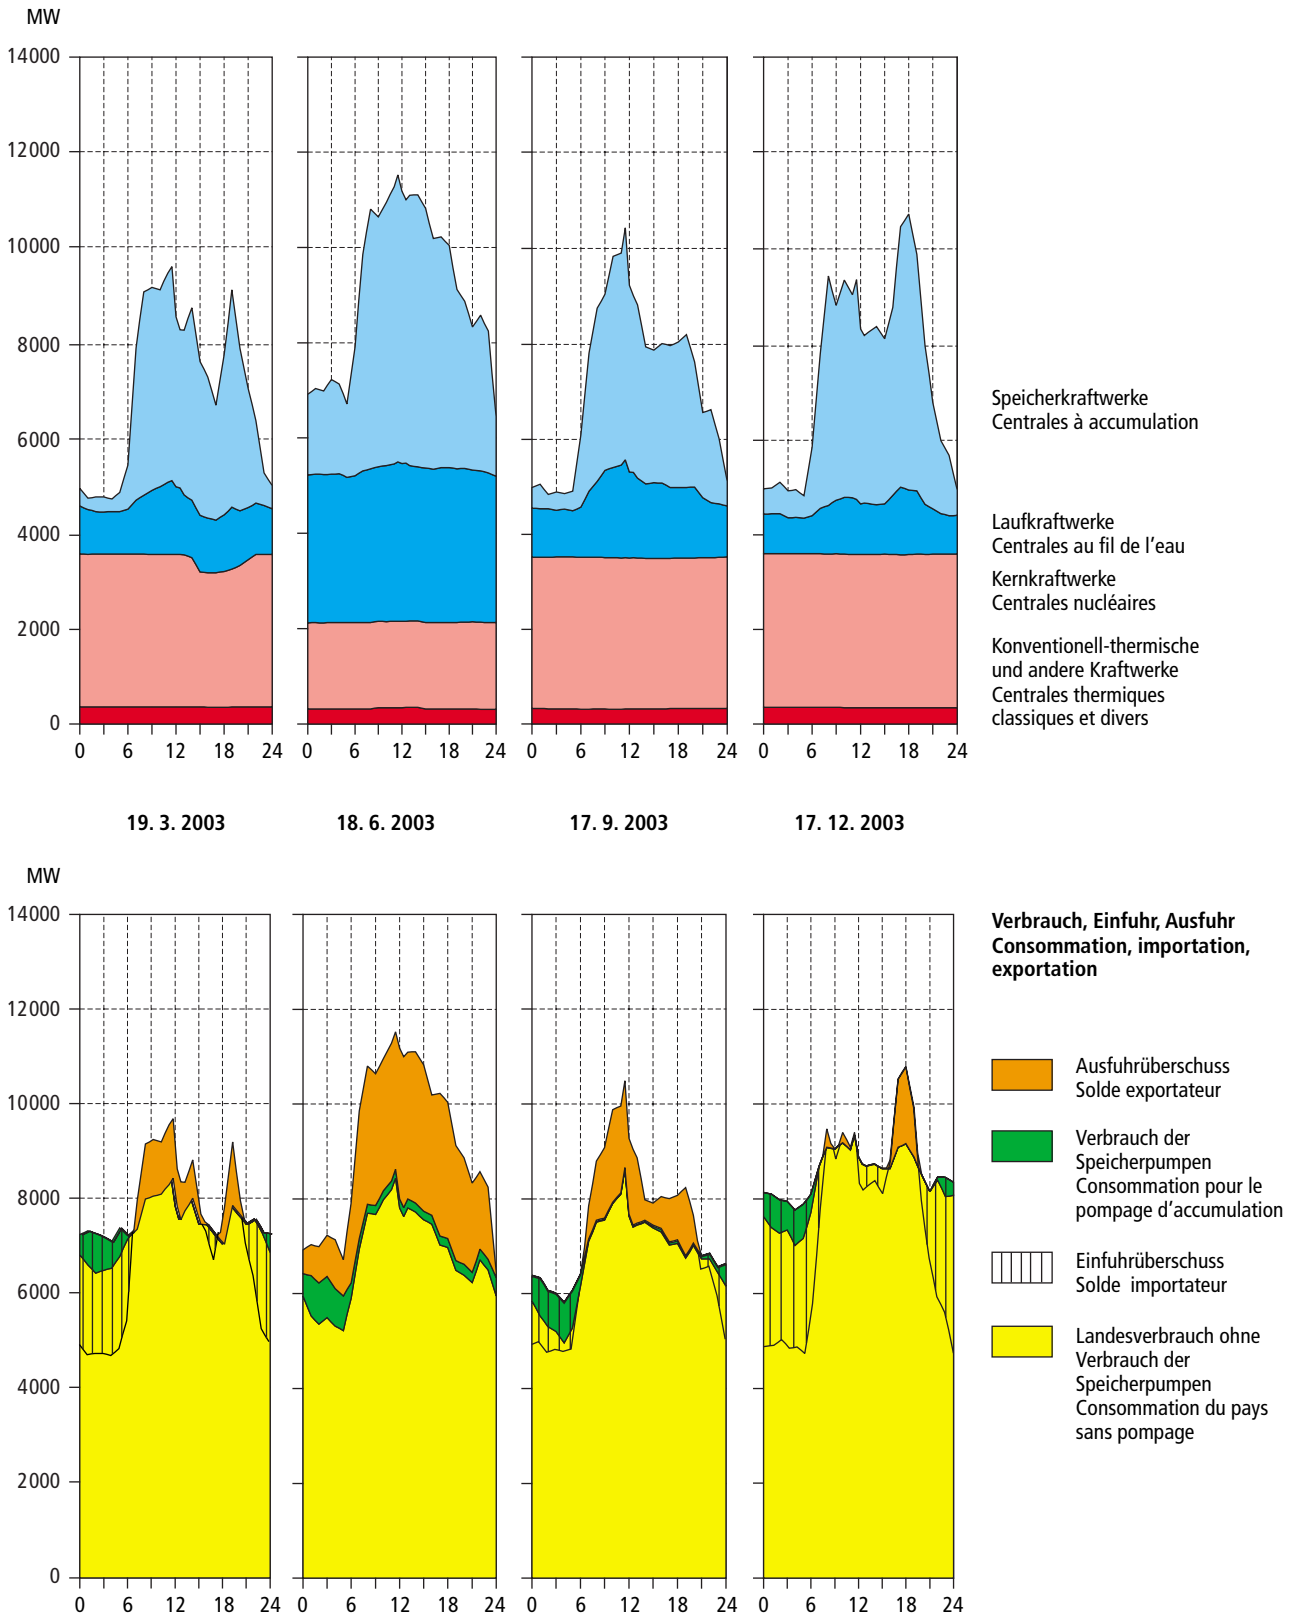 MW
14000
12000
10000
8000
6000
4000
2000
0
0 6 12 18 24
0 6 12 18 24
0 6 12 18 24
0 6 12 18 24
Speicherkraftwerke
Centrales à accumulation
Laufkraftwerke
Centrales au fil de l'eau
Kernkraftwerke
Centrales nucléaires
Konventionell-thermische
und andere Kraftwerke
Centrales thermiques
classiques et divers
19. 3. 2003
18. 6. 2003
17. 9. 2003
17. 12. 2003
MW
14000
12000
10000
8000
6000
4000
2000
0
0 6 12 18 24
0 6 12 18 24
0 6 12 18 24
0 6 12 18 24
Verbrauch, Einfuhr, Ausfuhr
Consommation, importation,
exportation
Ausfuhrüberschuss
Solde exportateur
Verbrauch der
Speicherpumpen
Consommation pour le
pompage d'accumulation
Einfuhrüberschuss
Solde importateur
Landesverbrauch ohne
Verbrauch der
Speicherpumpen
Consommation du pays
sans pompage